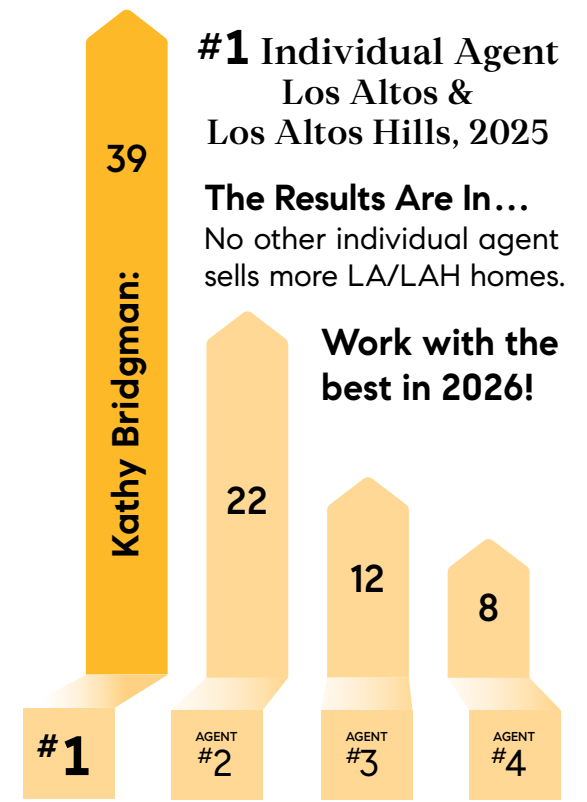 #1 Individual Agent
Los Altos &
Los Altos Hills, 2025
The Results Are In...
No other individual agent
sells more LA/LAH homes.
Work with the
best in 2026!
Kathy Bridgman:
39
22
12
8
#1
AGENT
#2
AGENT
#3
AGENT
#4